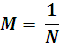 M = 1/N